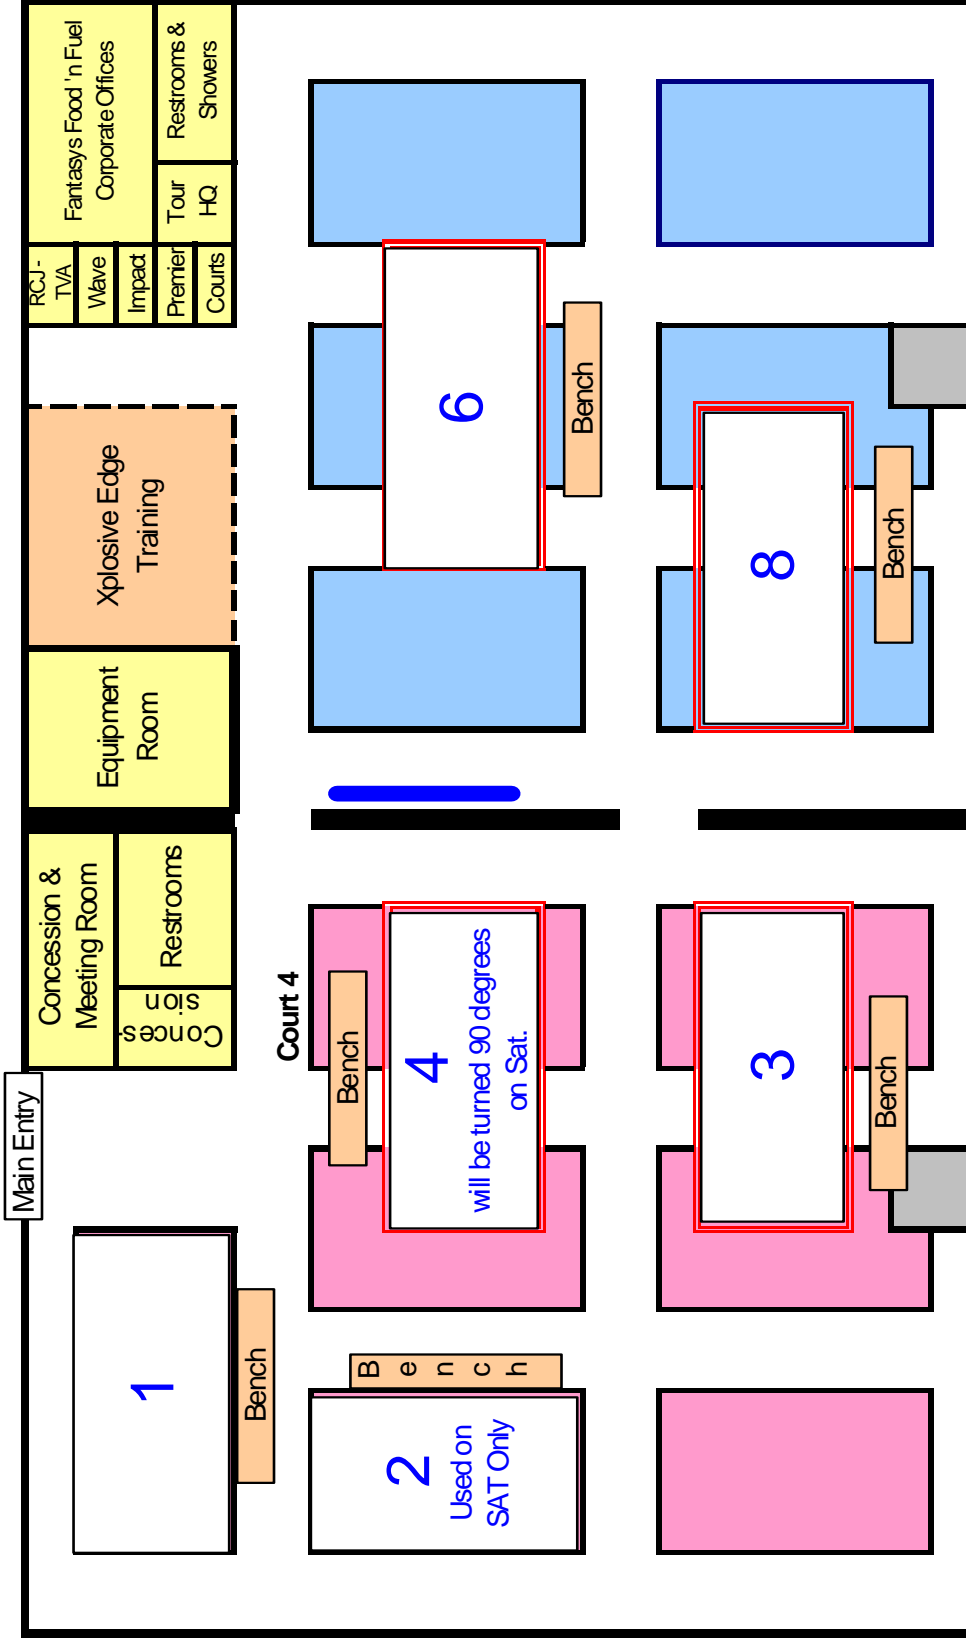 Main Entry
1
Bench
2
Used on
SAT Only
Bench
Concession &
Meeting Room
Conces-
sion
Restrooms
Court 4
Bench
4
will be turned 90 degrees
on Sat.
3
Bench
Equipment
Room
Xplosive Edge
Training
RCJ -
TVA
Wave
Impact
Premier
Courts
Fantasys Food 'n Fuel
Corporate Offices
Tour
HQ
Restrooms &
Showers
6
Bench
8
Bench